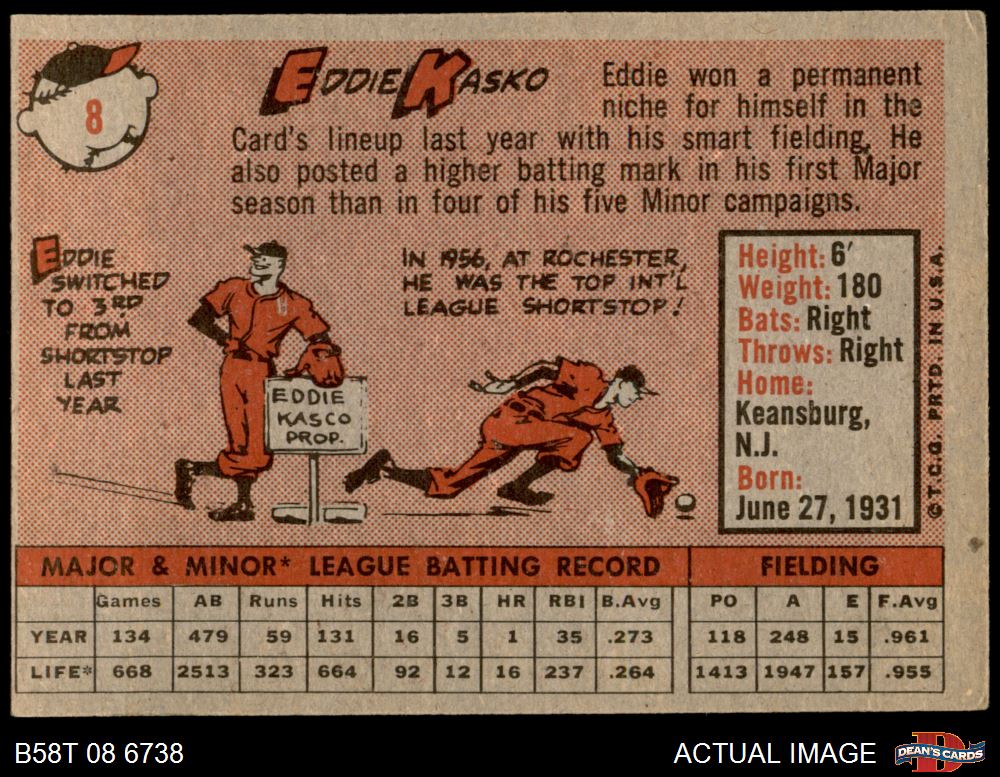 8
EDDIE KASKO
Eddie won a permanent
niche for himself in the
Card's lineup last year with his smart fielding, He
also posted a higher batting mark in his first Major
season than in four of his five Minor campaigns.
EDDIE
SWITCHED
TO 3RD
FROM
SHORTSTOP
LAST
YEAR
EDDIE
KASCO
PROP.
IN 1956, AT ROCHESTER,
HE WAS THE TOP INT'L
LEAGUE SHORTSTOP!
Height: 6'
Weight: 180
Bats: Right
Throws: Right
Home:
Keansburg,
N.J.
Born:
June 27, 1931
© T.C.G. PRTD. IN U.S.A.
MAJOR & MINOR* LEAGUE BATTING RECORD FIELDING
Games AB Runs Hits 2B 3B HR RBI B.Avg PO A E F.Avg
YEAR 134 479 59 131 16 5 1 35 .273 118 248 15 .961
LIFE* 668 2513 323 664 92 12 16 237 .264 1413 1947 157 .955
B58T 08 6738 ACTUAL IMAGE
D
DEAN'S CARDS